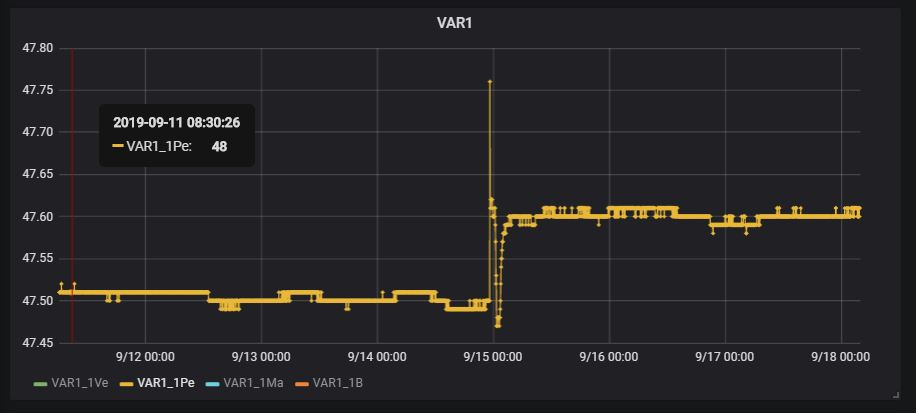 VAR1
47.80
47.75
47.70
47.65
47.60
47.55
47.50
47.45
2019-09-11 08:30:26
VAR1_1Pe: 48
9/12 00:00 9/13 00:00 9/14 00:00 9/15 00:00 9/16 00:00 9/17 00:00 9/18 00:00
VAR1_1Ve VAR1_1Pe VAR1_1Ma VAR1_1B